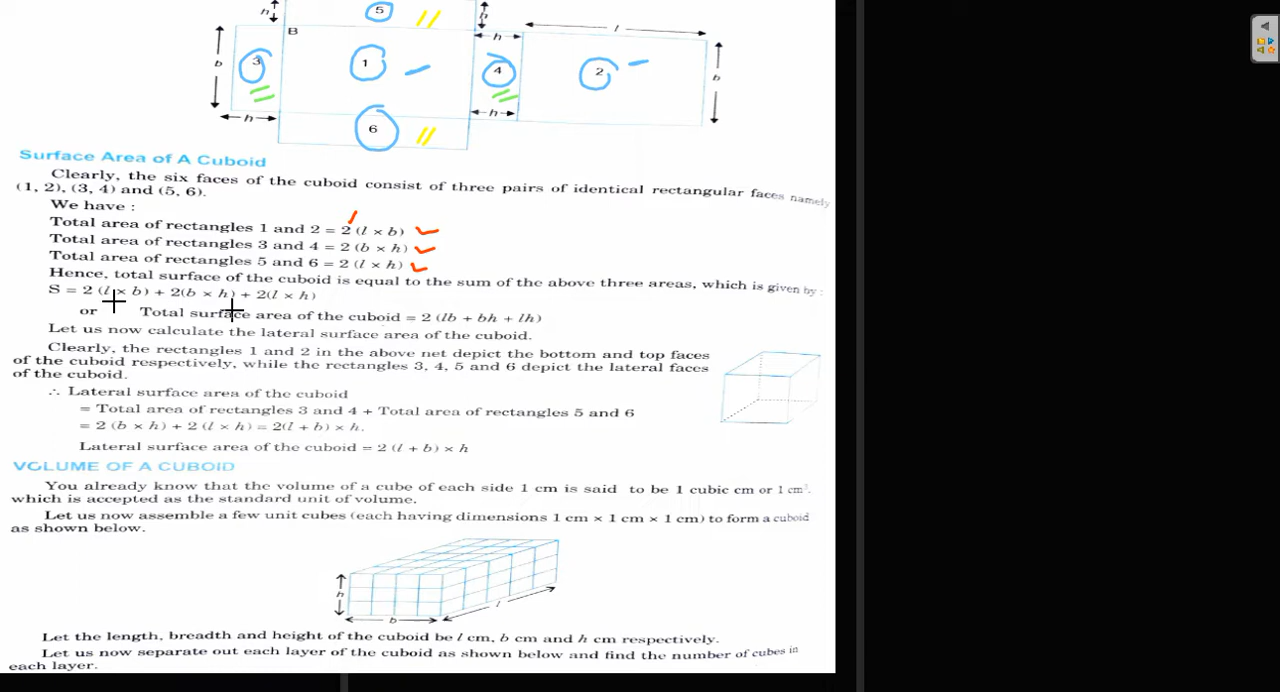 h
5
h
l
B
h
b
3
1
4
2
b
h
h
6
Surface Area of A Cuboid
Clearly, the six faces of the cuboid consist of three pairs of identical rectangular faces namely
(1, 2), (3, 4) and (5, 6).
We have :
Total area of rectangles 1 and 2 = 2 (l × b)
Total area of rectangles 3 and 4 = 2 (b × h)
Total area of rectangles 5 and 6 = 2 (l × h)
Hence, total surface of the cuboid is equal to the sum of the above three areas, which is given by :
S = 2 (l × b) + 2(b × h) + 2(l × h)
or Total surface area of the cuboid = 2 (lb + bh + lh)
Let us now calculate the lateral surface area of the cuboid.
Clearly, the rectangles 1 and 2 in the above net depict the bottom and top faces
of the cuboid respectively, while the rectangles 3, 4, 5 and 6 depict the lateral faces
of the cuboid.
∴ Lateral surface area of the cuboid
= Total area of rectangles 3 and 4 + Total area of rectangles 5 and 6
= 2 (b × h) + 2 (l × h) = 2(l + b) × h.
Lateral surface area of the cuboid = 2 (l + b) × h
VOLUME OF A CUBOID
You already know that the volume of a cube of each side 1 cm is said to be 1 cubic cm or 1 cm³.
which is accepted as the standard unit of volume.
Let us now assemble a few unit cubes (each having dimensions 1 cm × 1 cm × 1 cm) to form a cuboid
as shown below.
h
b
l
Let the length, breadth and height of the cuboid be l cm, b cm and h cm respectively.
Let us now separate out each layer of the cuboid as shown below and find the number of cubes in
each layer.